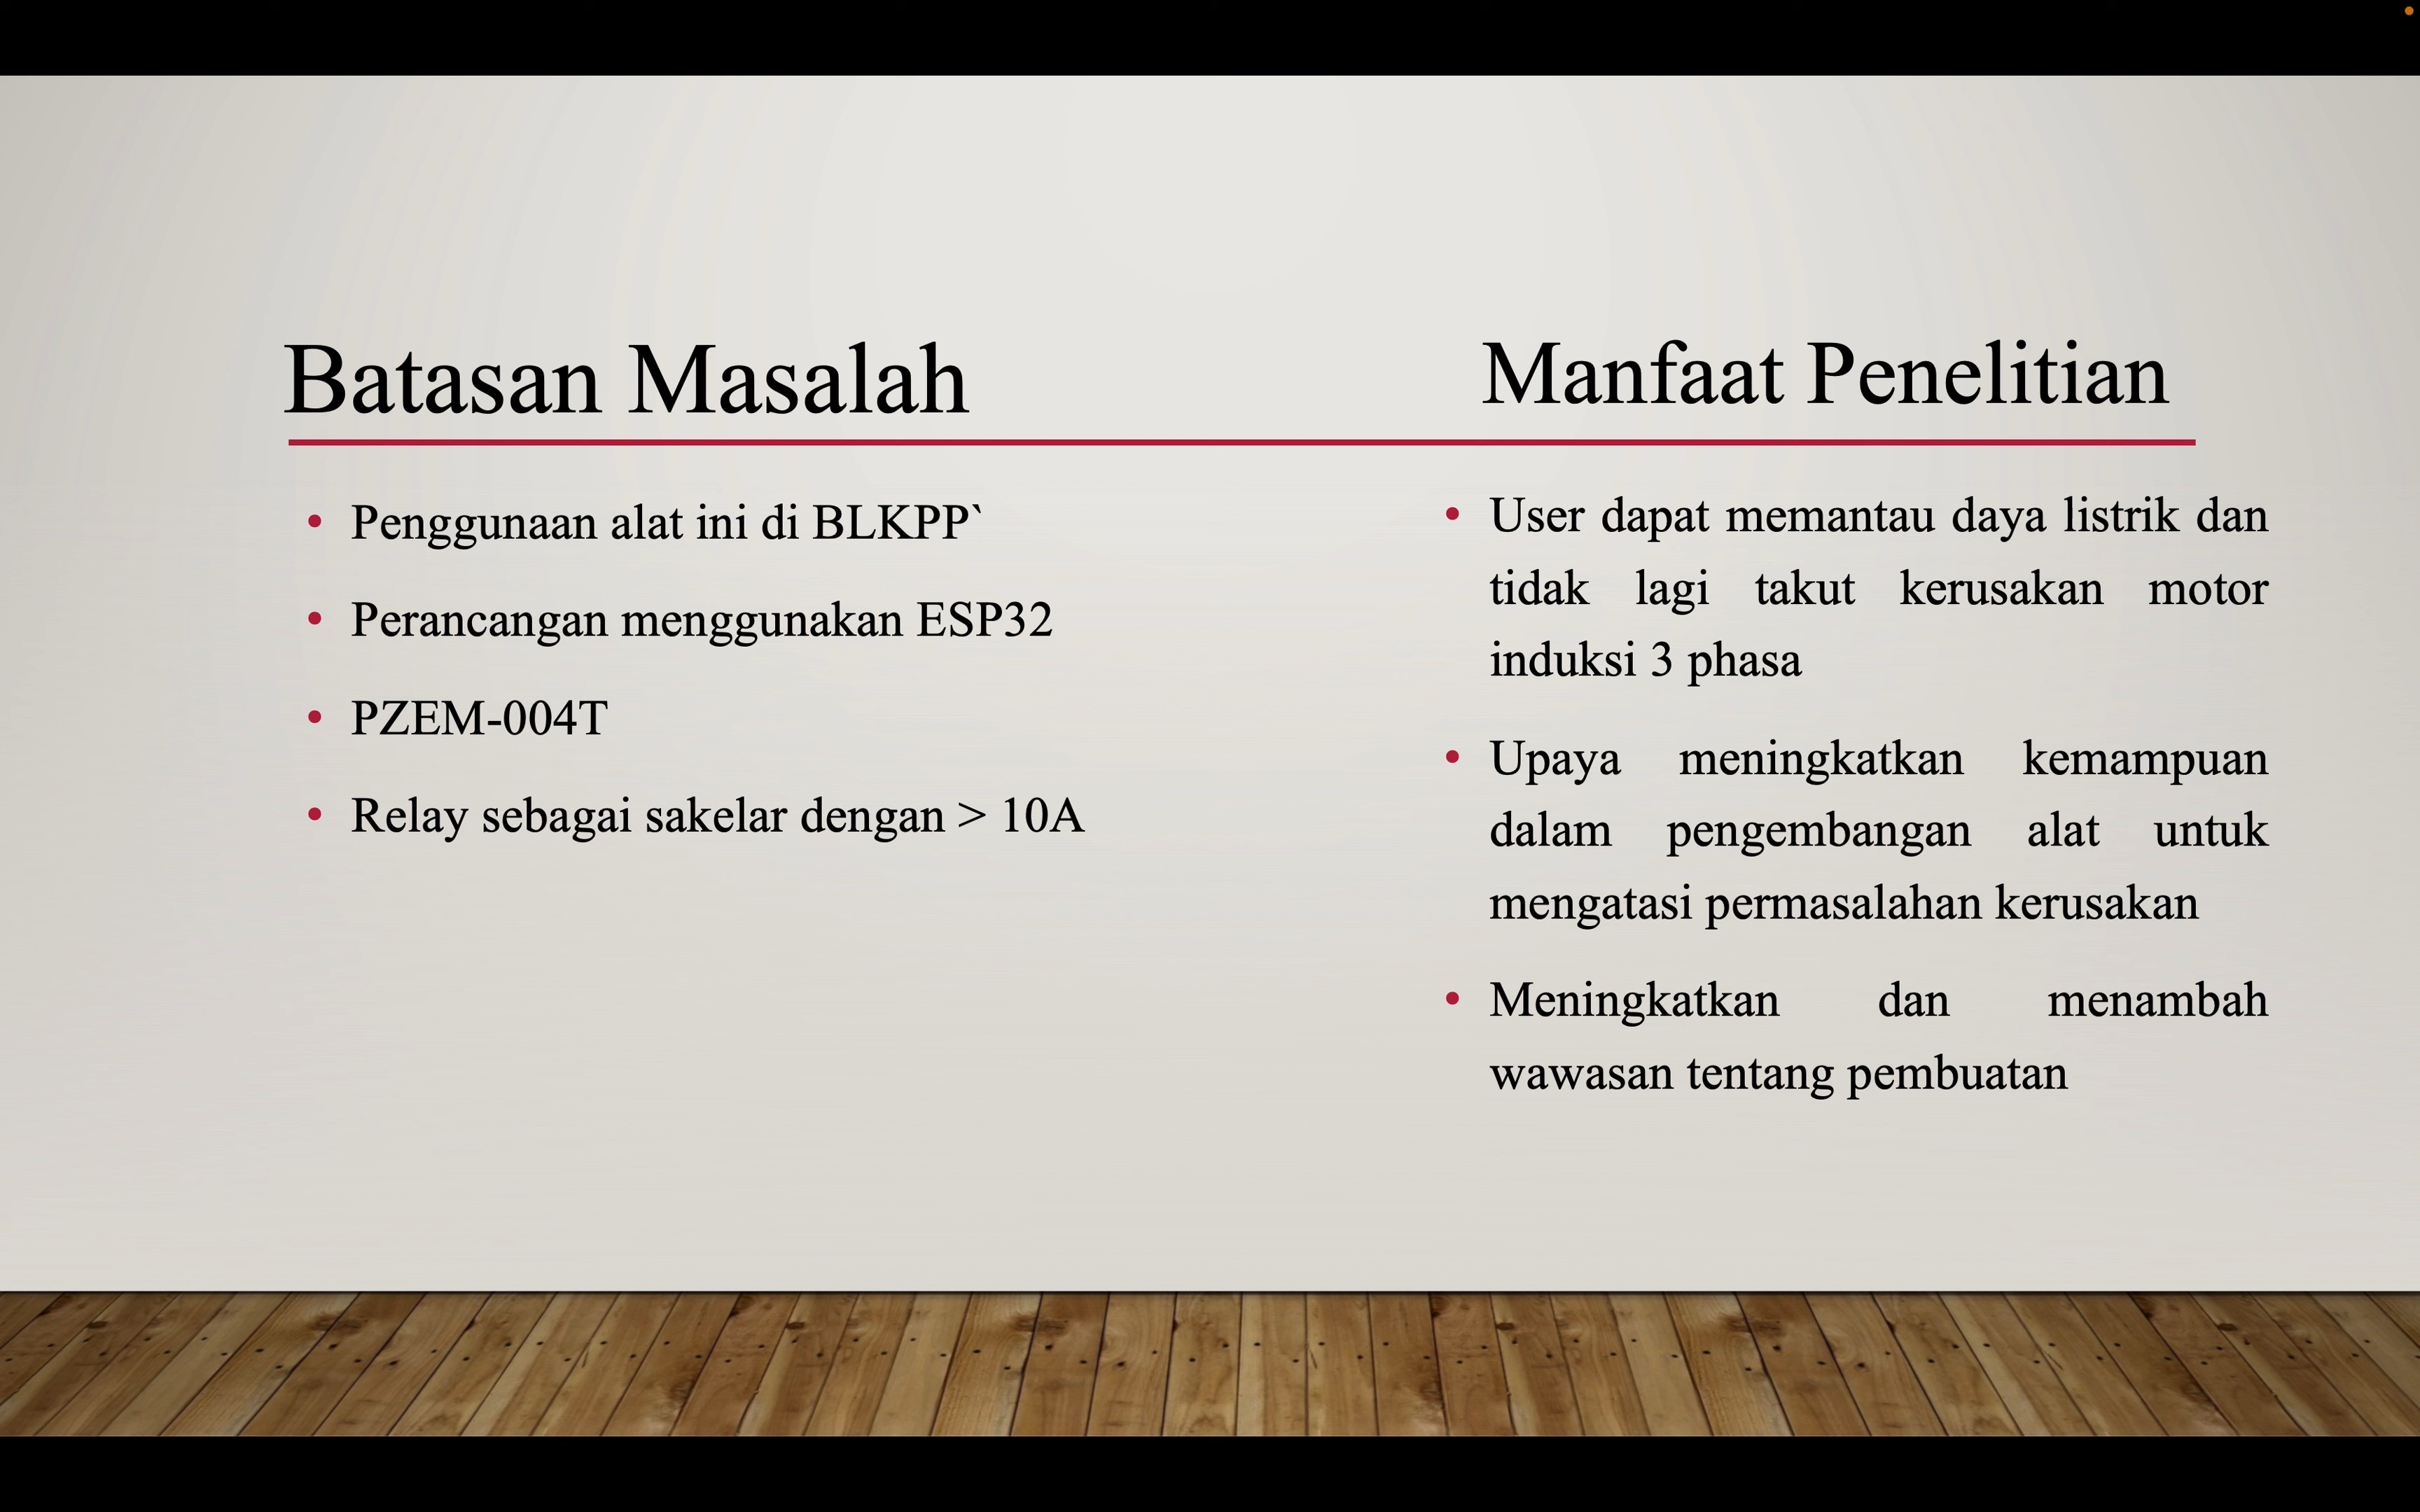 Batasan Masalah
Penggunaan alat ini di BLKPP`
Perancangan menggunakan ESP32
PZEM-004T
Relay sebagai sakelar dengan > 10A
Manfaat Penelitian
User dapat memantau daya listrik dan
tidak lagi takut kerusakan motor
induksi 3 phasa
Upaya meningkatkan kemampuan
dalam pengembangan alat untuk
mengatasi permasalahan kerusakan
Meningkatkan dan menambah
wawasan tentang pembuatan